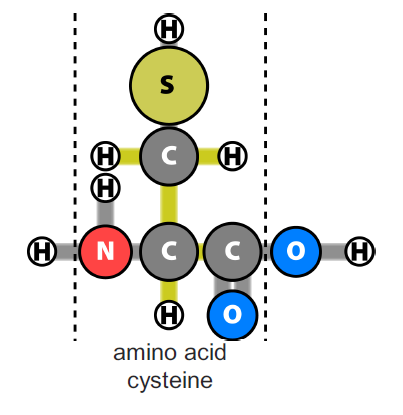 H
S
H C H
H
H N C C O H
H O
amino acid
cysteine